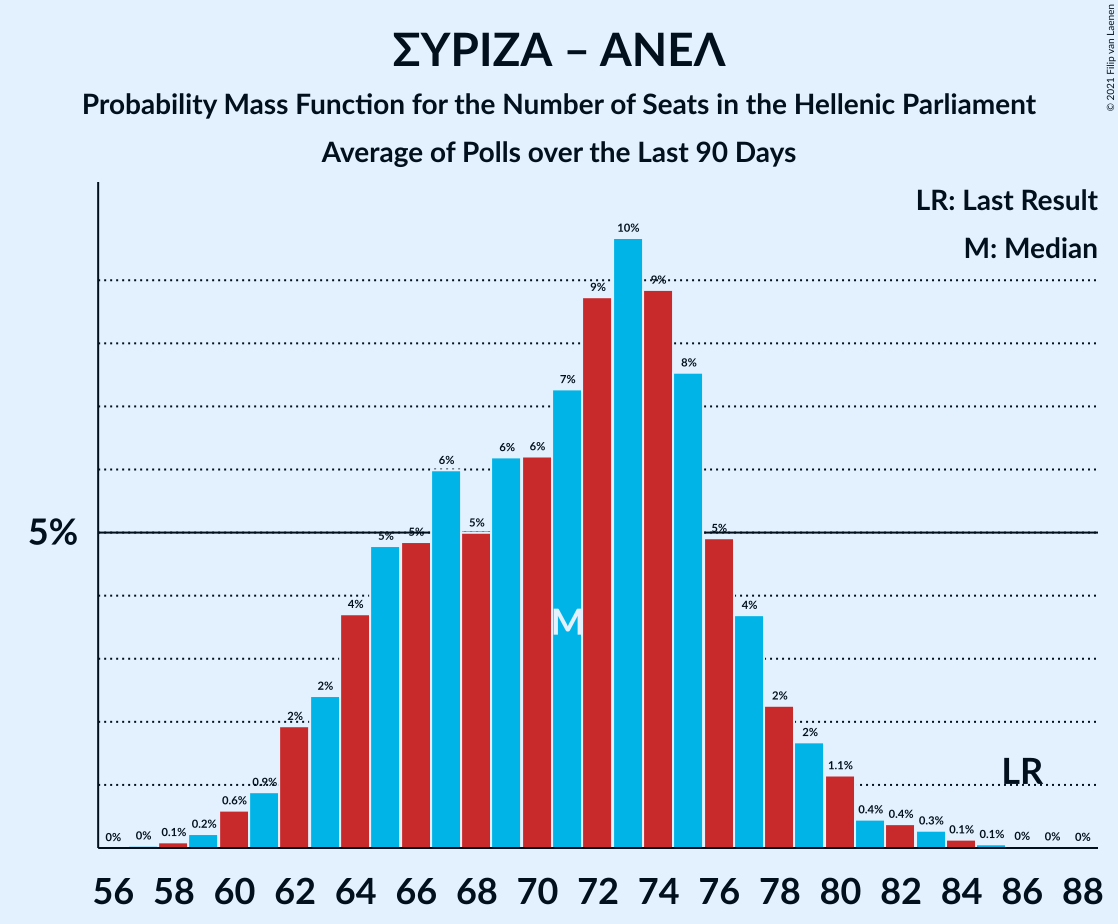 ΣΥΡΙΖΑ – ΑΝΕΛ
Probability Mass Function for the Number of Seats in the Hellenic Parliament
Average of Polls over the Last 90 Days
© 2021 Filip van Laenen
LR: Last Result
M: Median
5%
0% 0% 0.1% 0.2% 0.6% 0.9% 2% 2% 4% 5% 5% 6% 5% 6% 6% 7% 9% 10% 9% 8% 5% 4% 2% 2% 1.1% 0.4% 0.4% 0.3% 0.1% 0.1% 0% 0% 0%
M
LR
56 58 60 62 64 66 68 70 72 74 76 78 80 82 84 86 88